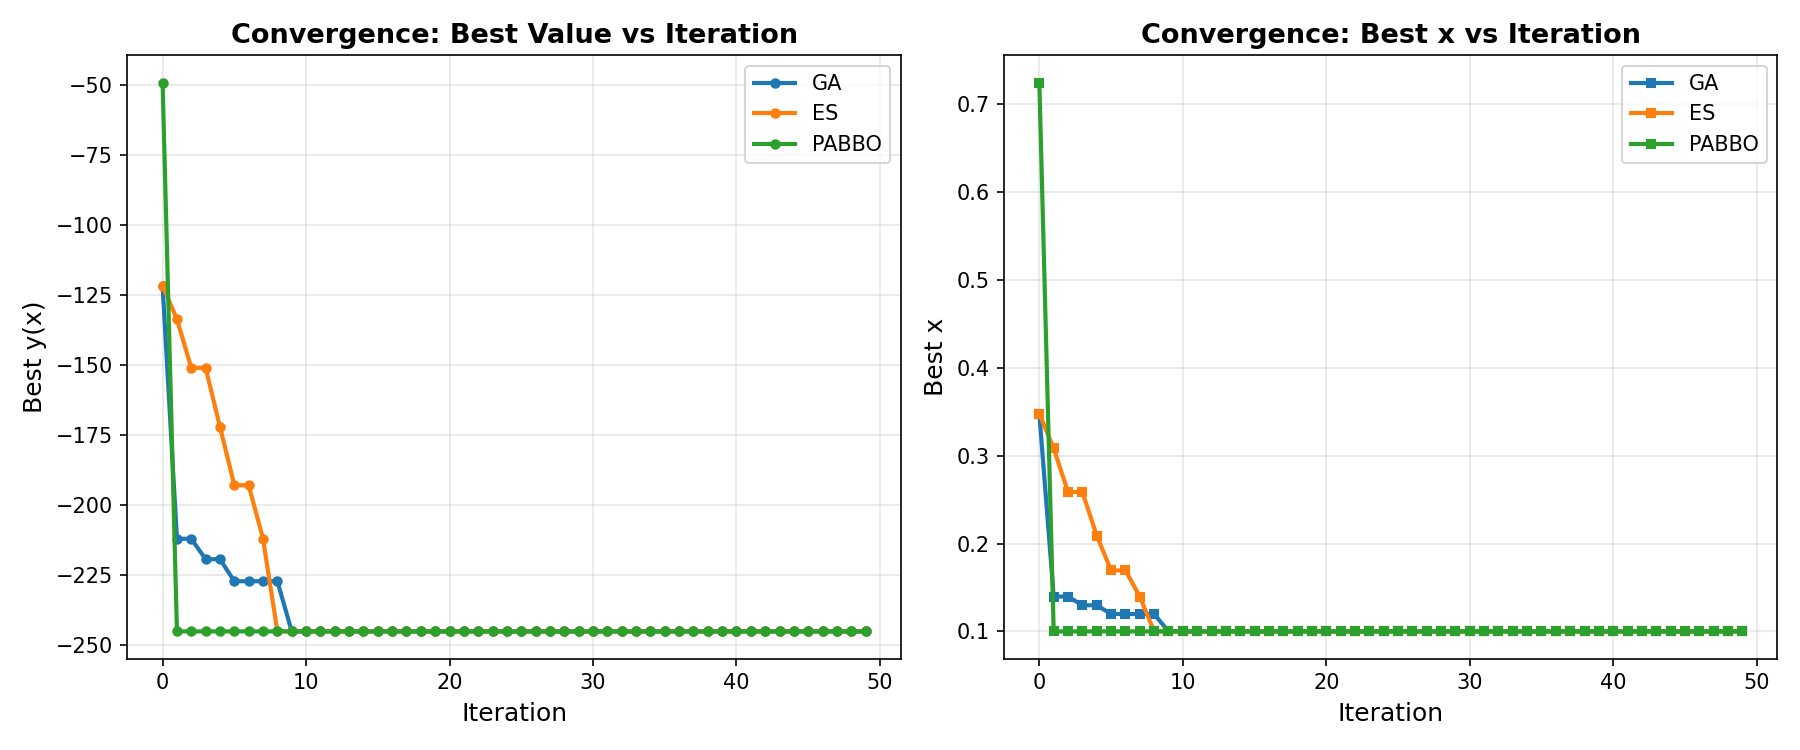 Convergence: Best Value vs Iteration
Best y(x)
−50
−75
−100
−125
−150
−175
−200
−225
−250
0 10 20 30 40 50
Iteration
GA
ES
PABBO
Convergence: Best x vs Iteration
Best x
0.7
0.6
0.5
0.4
0.3
0.2
0.1
0 10 20 30 40 50
Iteration
GA
ES
PABBO